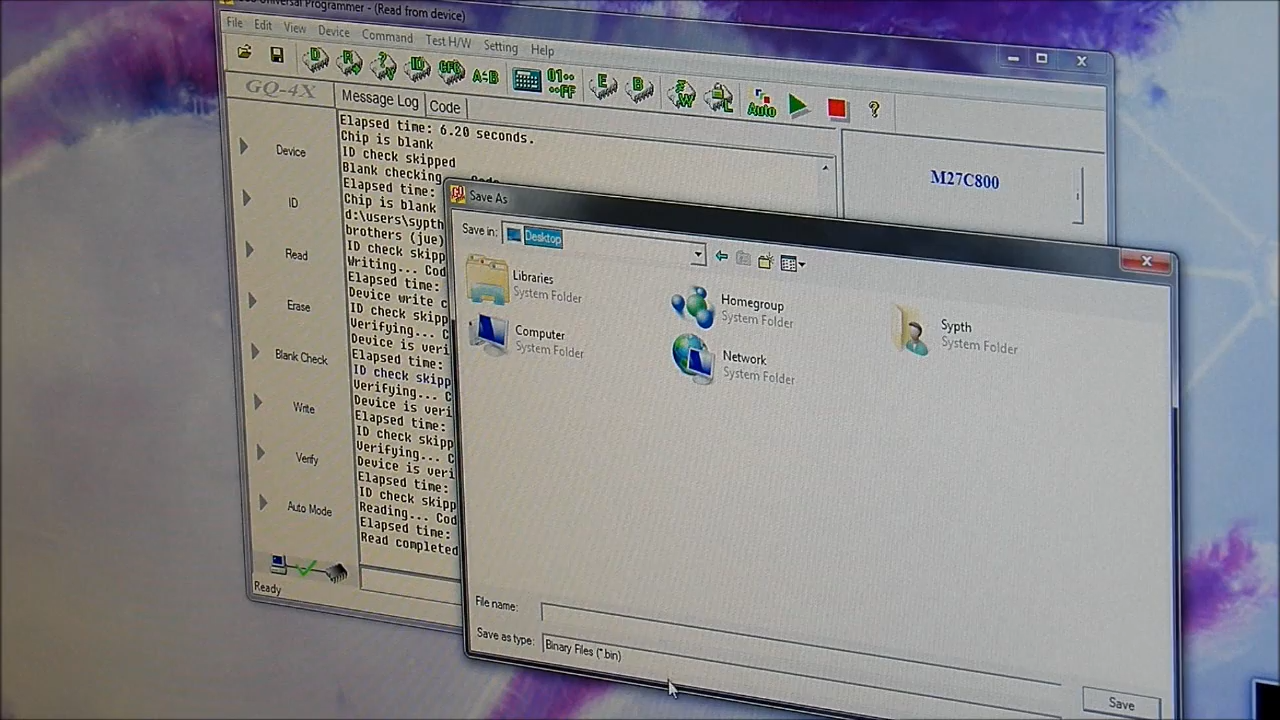 Universal Programmer - (Read from device)
File Edit View Device Command Test H/W Setting Help
GQ-4X
Message Log Code
Auto
M27C800
Device
ID
Read
Erase
Blank Check
Write
Verify
Auto Mode
Ready
Elapsed time: 6.20 seconds.
Chip is blank
ID check skipped
Blank checking...
Elapsed time:
Chip is blank
d:\users\sypth
brothers (jue)
ID check skipp
Writing... Cod
Elapsed time:
Device write c
ID check skipp
Verifying... C
Device is veri
Elapsed time:
ID check skipp
Verifying... C
Device is veri
Elapsed time:
ID check skipp
Verifying... C
Device is veri
Elapsed time:
ID check skipp
Reading... Cod
Elapsed time:
Read completed
Save As
Save in: Desktop
Libraries
System Folder
Homegroup
System Folder
Sypth
System Folder
Computer
System Folder
Network
System Folder
File name:
Save as type: Binary Files (*.bin)
Save